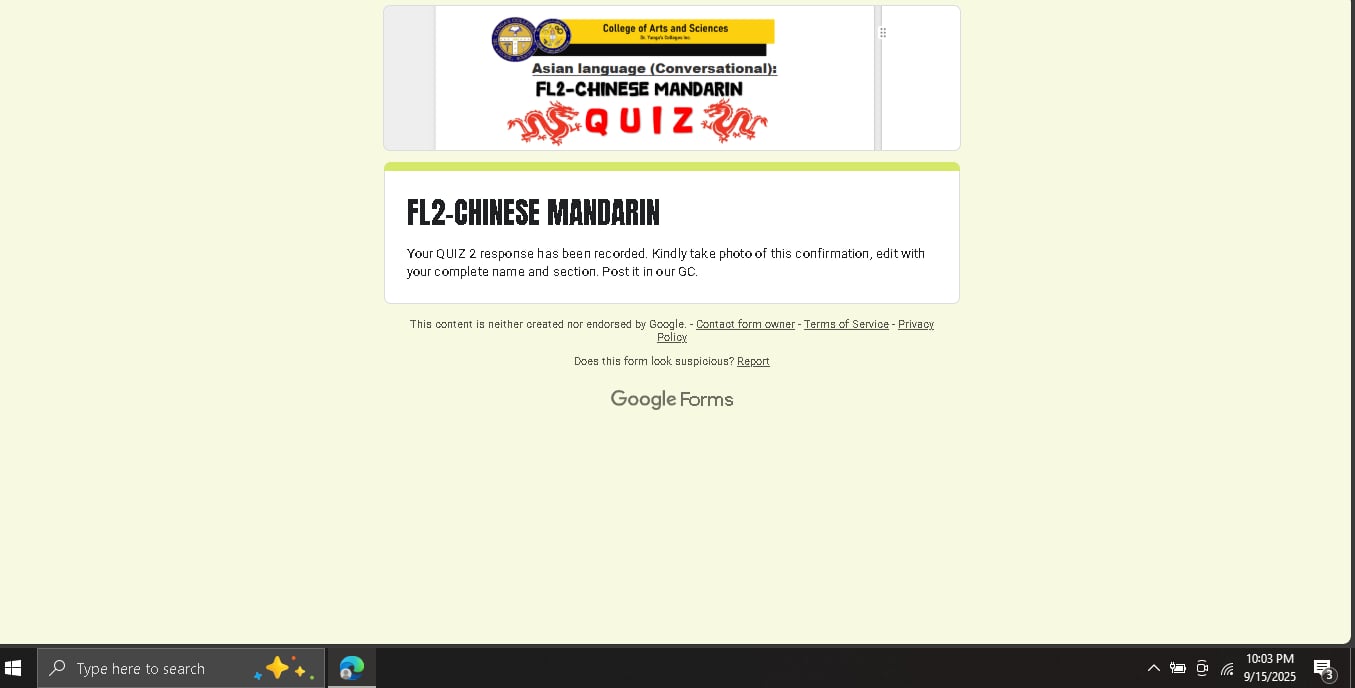 College of Arts and Sciences
Dr. Yanga's Colleges Inc.
Asian language (Conversational):
FL2-CHINESE MANDARIN
QUIZ
FL2-CHINESE MANDARIN
Your QUIZ 2 response has been recorded. Kindly take photo of this confirmation, edit with
your complete name and section. Post it in our GC.
This content is neither created nor endorsed by Google. - Contact form owner - Terms of Service - Privacy
Policy
Does this form look suspicious? Report
Google Forms
Type here to search
10:03 PM
9/15/2025
3